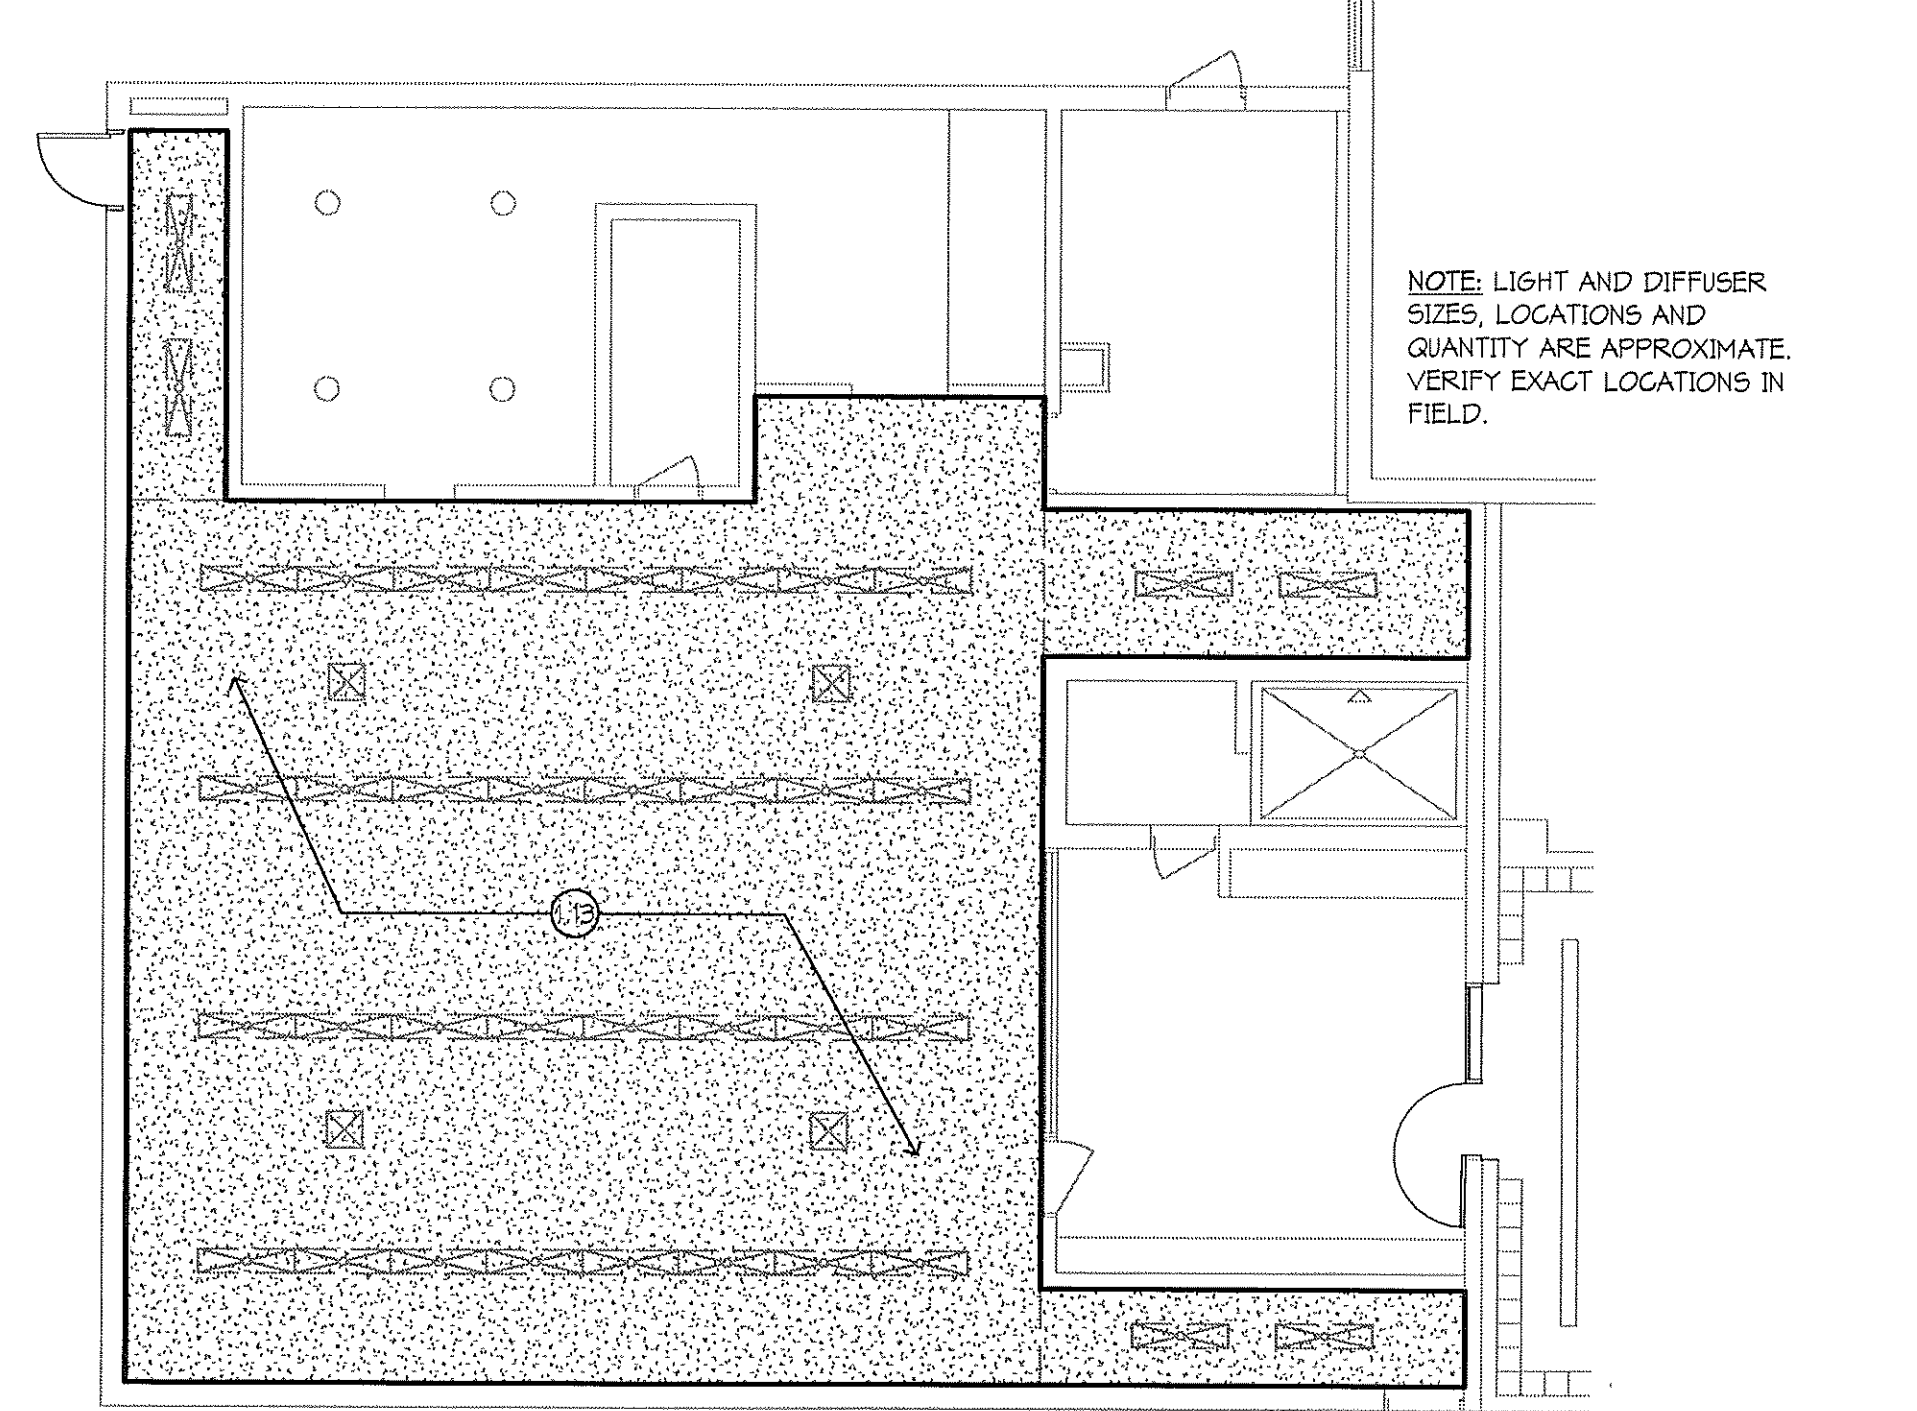 NOTE: LIGHT AND DIFFUSER
SIZES, LOCATIONS AND
QUANTITY ARE APPROXIMATE.
VERIFY EXACT LOCATIONS IN
FIELD.
1.13